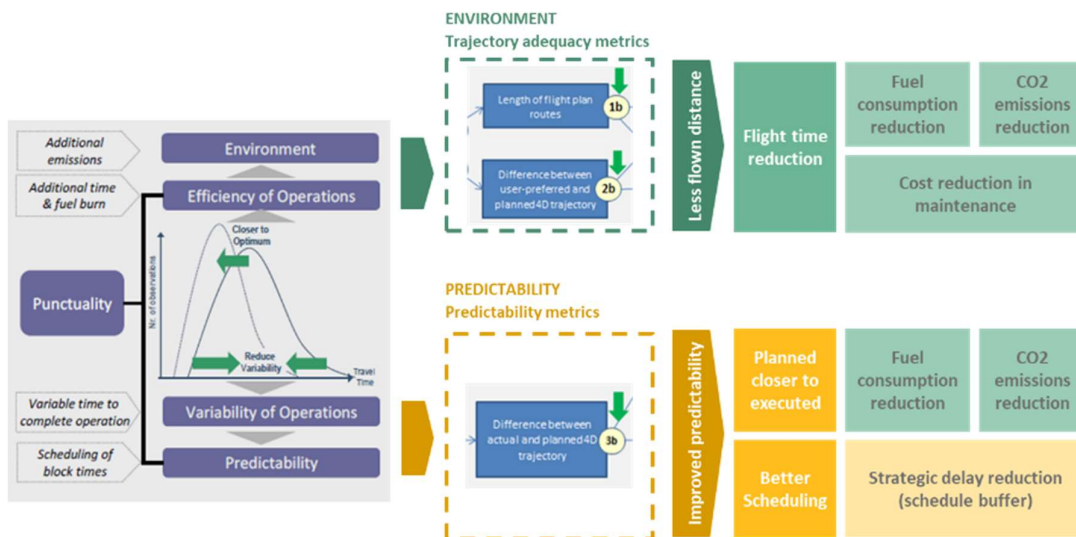 Additional
emissions
Additional time
& fuel burn
Variable time to
complete operation
Scheduling of
block times
Punctuality
Environment
Efficiency of Operations
Closer to
Optimum
Nr. of observations
Reduce
Variability
Travel
Time
Variability of Operations
Predictability
ENVIRONMENT
Trajectory adequacy metrics
Length of flight plan
routes
1b
Difference between
user-preferred and
planned 4D trajectory
2b
Less flown distance
Flight time
reduction
Fuel
consumption
reduction
CO2
emissions
reduction
Cost reduction in
maintenance
PREDICTABILITY
Predictability metrics
Difference between
actual and planned 4D
trajectory
3b
Improved predictability
Planned
closer to
executed
Fuel
consumption
reduction
CO2
emissions
reduction
Better
Scheduling
Strategic delay reduction
(schedule buffer)